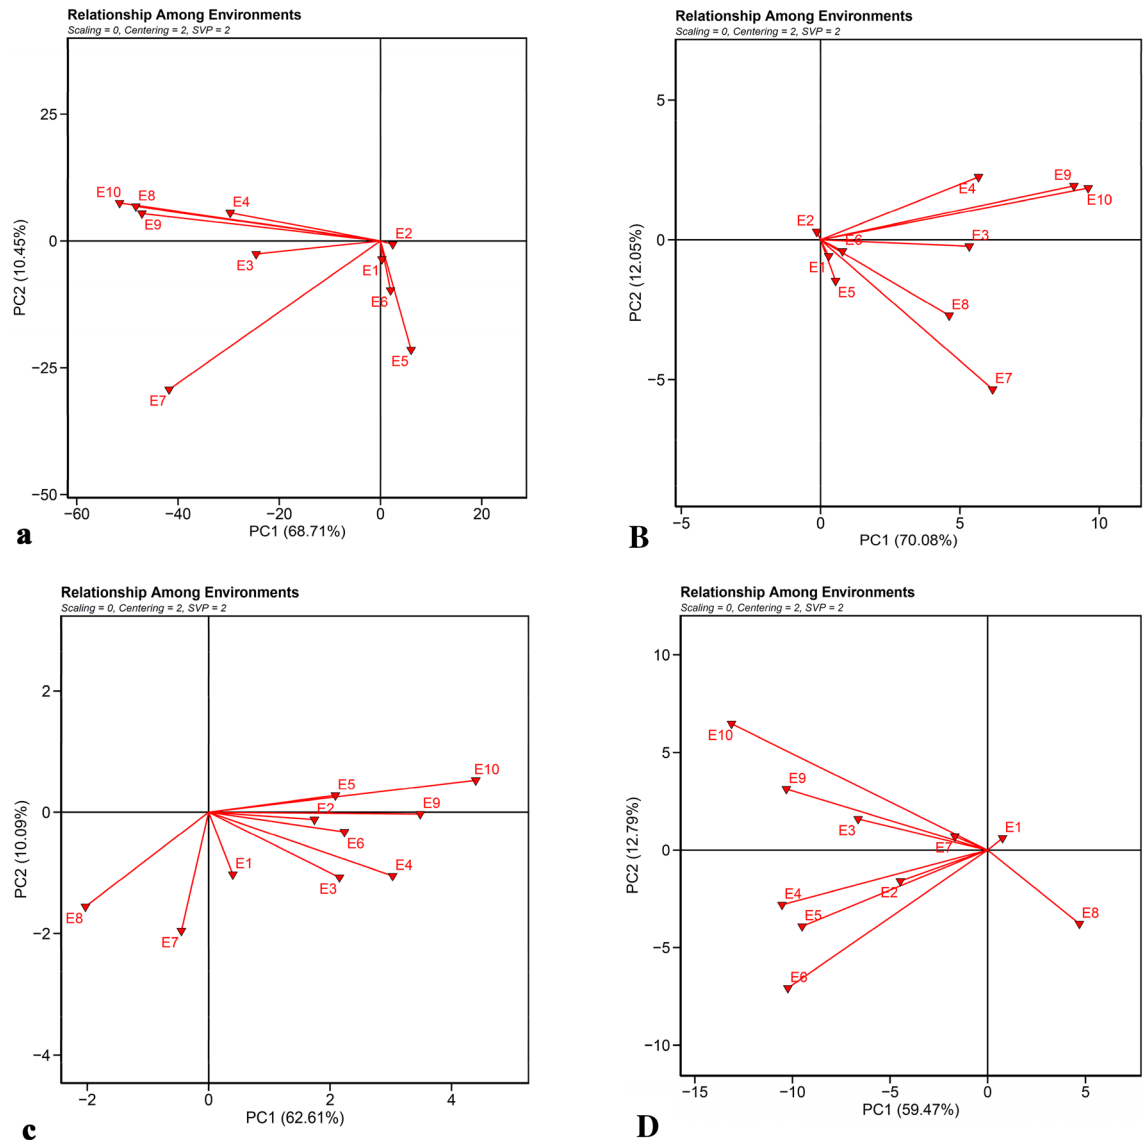 Relationship Among Environments
Scaling = 0, Centering = 2, SVP = 2
25
0
−25
−50
PC2 (10.45%)
E10
E8
E9
E4
E3
E2
E1
E6
E5
E7
−60
−40
−20
0
20
PC1 (68.71%)
a
Relationship Among Environments
Scaling = 0, Centering = 2, SVP = 2
5
0
−5
PC2 (12.05%)
E9
E4
E10
E2
E6
E3
E1
E5
E8
E7
−5
0
5
10
PC1 (70.08%)
B
Relationship Among Environments
Scaling = 0, Centering = 2, SVP = 2
2
0
−2
−4
PC2 (10.09%)
E10
E5
E9
E2
E6
E1
E4
E3
E8
E7
−2
0
2
4
PC1 (62.61%)
c
Relationship Among Environments
Scaling = 0, Centering = 2, SVP = 2
10
5
0
−5
−10
PC2 (12.79%)
E10
E9
E3
E1
E7
E4
E2
E5
E8
E6
−15
−10
−5
0
5
PC1 (59.47%)
D